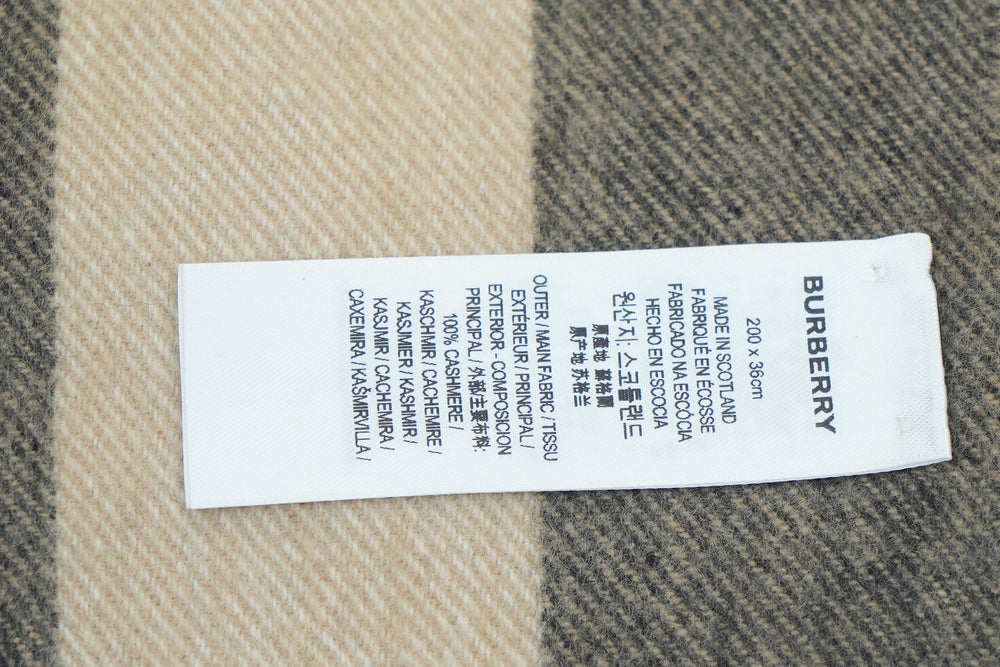 BURBERRY
200 x 36cm
MADE IN SCOTLAND
FABRIQUÉ EN ÉCOSSE
FABRICADO NA ESCÓCIA
HECHO EN ESCOCIA
원산지: 스코틀랜드
原產地 蘇格蘭
原产地 苏格兰
OUTER / MAIN FABRIC / TISSU
EXTÉRIEUR / PRINCIPAL /
EXTERIOR - COMPOSICION
PRINCIPAL / 外部/主要布料:
100% CASHMERE /
KASCHMIR / CACHEMIRE /
KASJMIER / KASHMIR /
KASJMIR / CACHEMIRA /
CAXEMIRA / KAŠMIRVILLA /